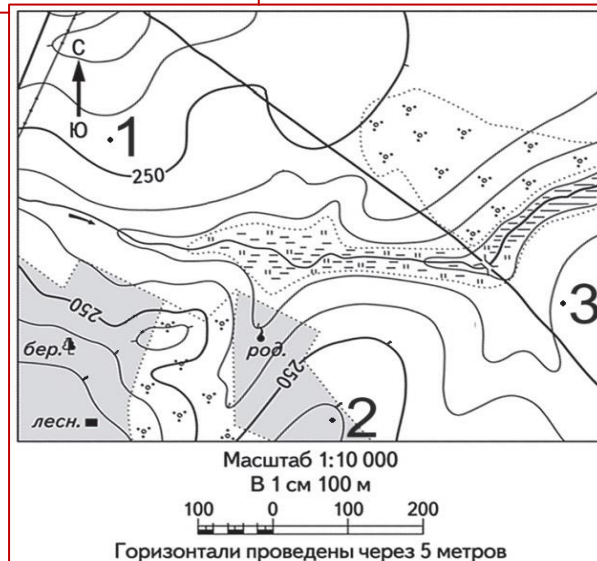 С
Ю
1
250
3
250
бер.
род.
250
лесн.
2
Масштаб 1:10 000
В 1 см 100 м
100 0 100 200
Горизонтали проведены через 5 метров